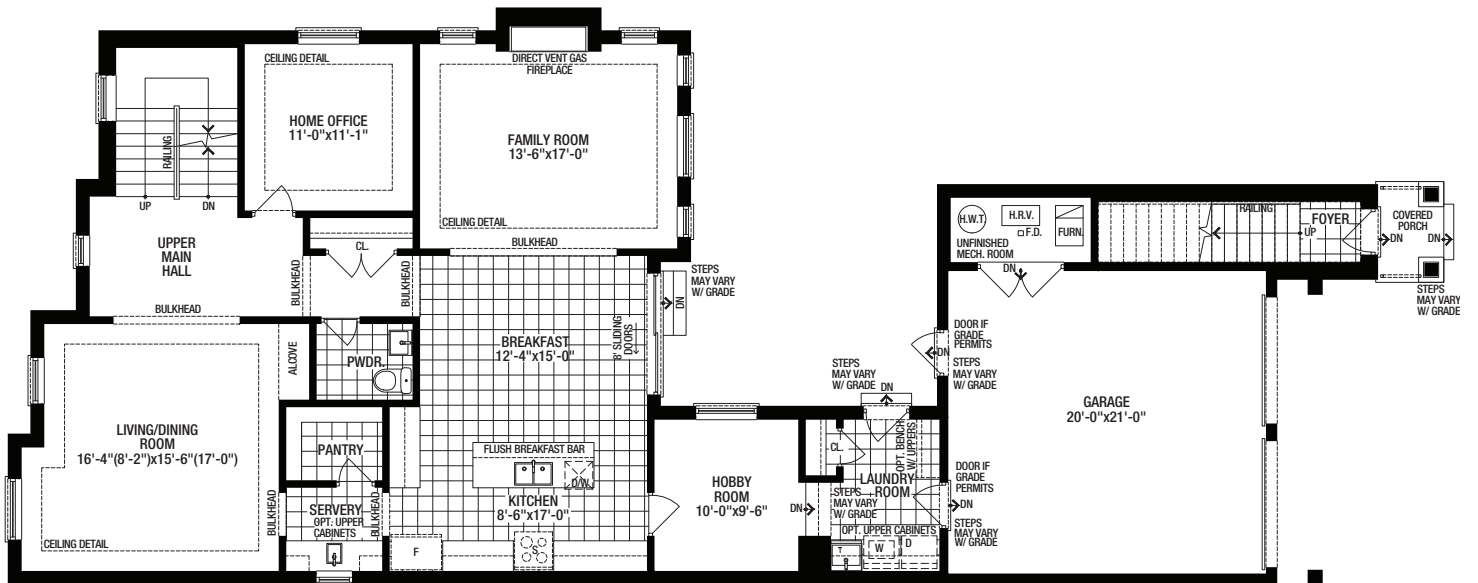 CEILING DETAIL
HOME OFFICE
11'-0"x11'-1"
RAILING
UP
DN
DIRECT VENT GAS
FIREPLACE
FAMILY ROOM
13'-6"x17'-0"
CEILING DETAIL
BULKHEAD
UPPER
MAIN
HALL
CL.
BULKHEAD
BULKHEAD
BULKHEAD
ALCOVE
PWDR.
BREAKFAST
12'-4"x15'-0"
8' SLIDING
DOORS
DN
STEPS
MAY VARY
W/ GRADE
LIVING/DINING
ROOM
16'-4"(8'-2")x15'-6"(17'-0")
CEILING DETAIL
BULKHEAD
PANTRY
SERVERY
OPT. UPPER
CABINETS
BULKHEAD
FLUSH BREAKFAST BAR
D/W
KITCHEN
8'-6"x17'-0"
F
S
HOBBY
ROOM
10'-0"x9'-6"
DN
STEPS
MAY VARY
W/ GRADE
CL.
OPT. BENCH
W/ UPPERS
LAUNDRY
ROOM
STEPS
MAY VARY
W/ GRADE
DN
OPT. UPPER CABINETS
T
W
D
DOOR IF
GRADE
PERMITS
DN
STEPS
MAY VARY
W/ GRADE
DOOR IF
GRADE
PERMITS
DN
STEPS
MAY VARY
W/ GRADE
GARAGE
20'-0"x21'-0"
H.W.T.
H.R.V.
F.D.
FURN.
UNFINISHED
MECH. ROOM
DN
RAILING
UP
FOYER
DN
COVERED
PORCH
DN
STEPS
MAY VARY
W/ GRADE